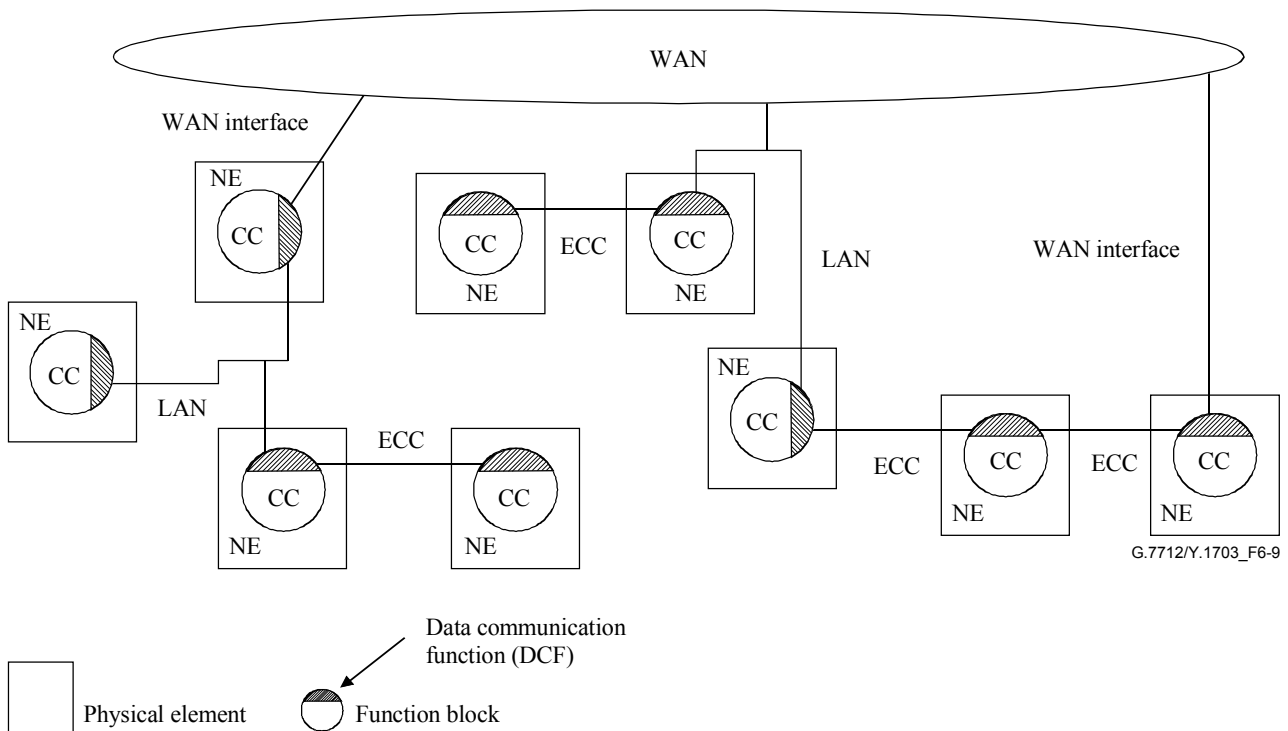 WAN
WAN interface
NE
CC
CC
NE
ECC
CC
NE
LAN
WAN interface
NE
CC
LAN
NE
CC
ECC
CC
NE
CC
NE
NE
CC
ECC
CC
NE
ECC
CC
NE
G.7712/Y.1703_F6-9
Data communication
function (DCF)
Physical element
Function block